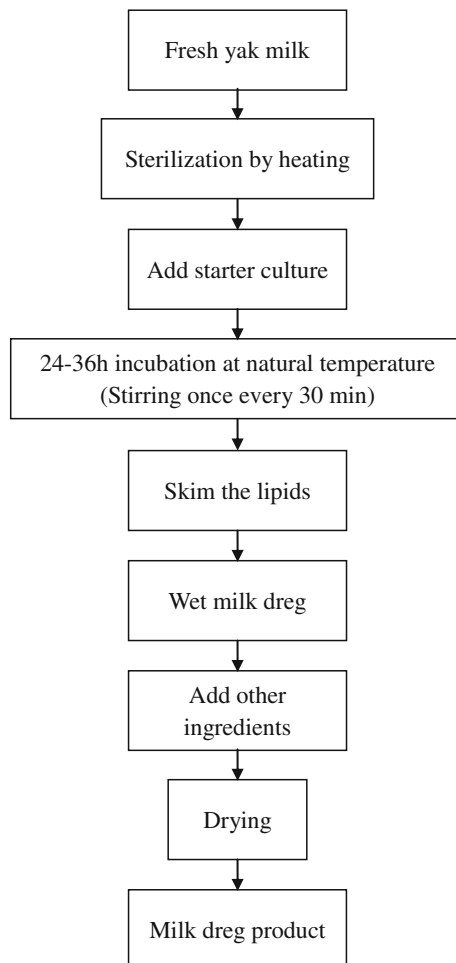 Fresh yak milk
Sterilization by heating
Add starter culture
24-36h incubation at natural temperature
(Stirring once every 30 min)
Skim the lipids
Wet milk dreg
Add other
ingredients
Drying
Milk dreg product